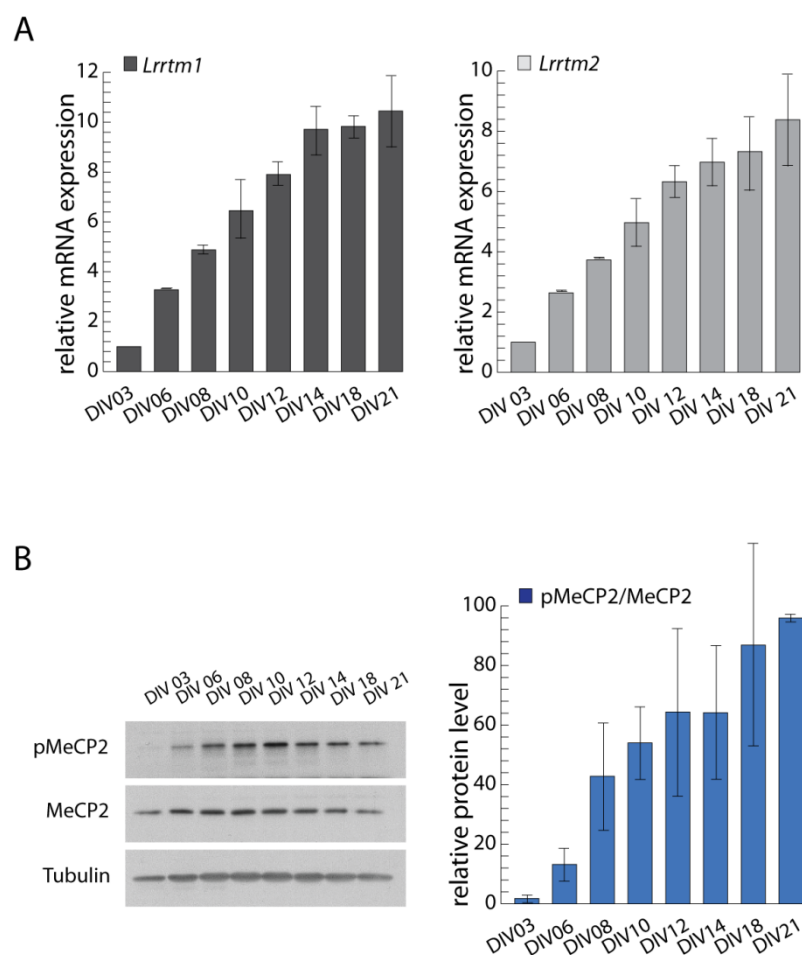 A
Lrrtm1
relative mRNA expression
12
10
8
6
4
2
0
DIV03 DIV06 DIV08 DIV10 DIV12 DIV14 DIV18 DIV21
Lrrtm2
relative mRNA expression
10
8
6
4
2
0
DIV 03 DIV 06 DIV 08 DIV 10 DIV 12 DIV 14 DIV 18 DIV 21
B
DIV 03 DIV 06 DIV 08 DIV 10 DIV 12 DIV 14 DIV 18 DIV 21
pMeCP2
MeCP2
Tubulin
pMeCP2/MeCP2
relative protein level
100
80
60
40
20
0
DIV03 DIV06 DIV08 DIV10 DIV12 DIV14 DIV18 DIV21